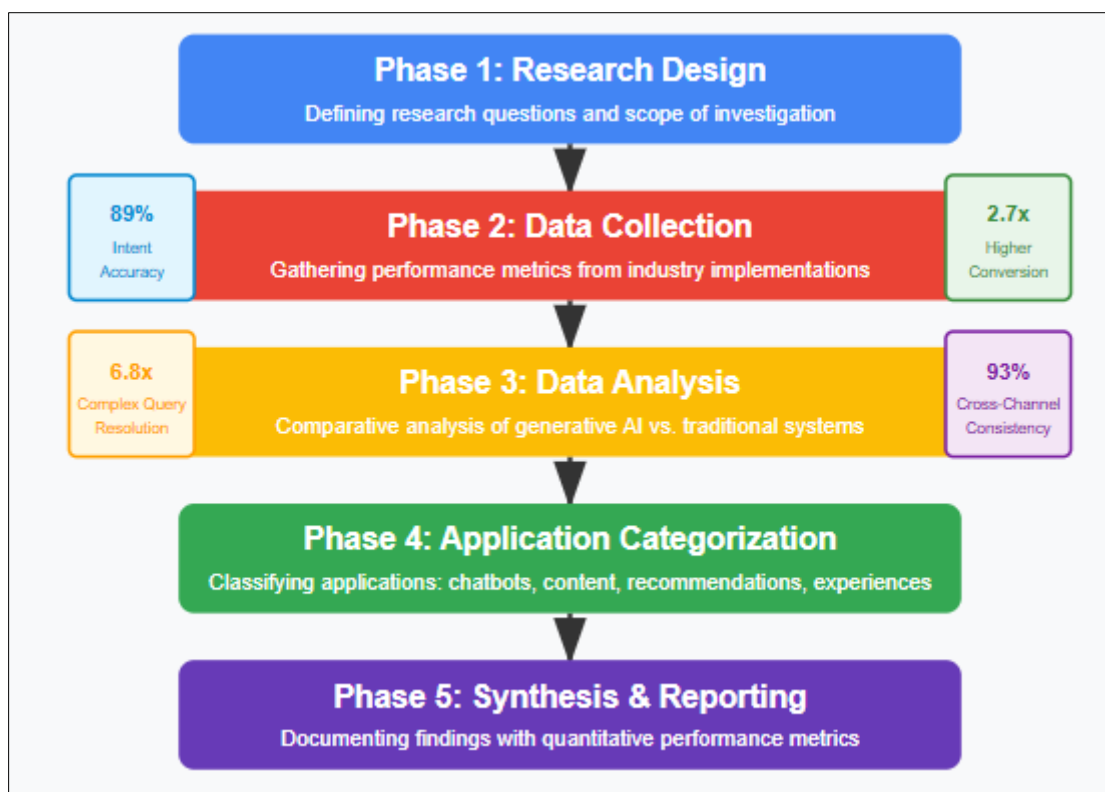 Phase 1: Research Design
Defining research questions and scope of investigation
89%
Intent
Accuracy
Phase 2: Data Collection
Gathering performance metrics from industry implementations
2.7x
Higher
Conversion
6.8x
Complex Query
Resolution
Phase 3: Data Analysis
Comparative analysis of generative AI vs. traditional systems
93%
Cross-Channel
Consistency
Phase 4: Application Categorization
Classifying applications: chatbots, content, recommendations, experiences
Phase 5: Synthesis & Reporting
Documenting findings with quantitative performance metrics